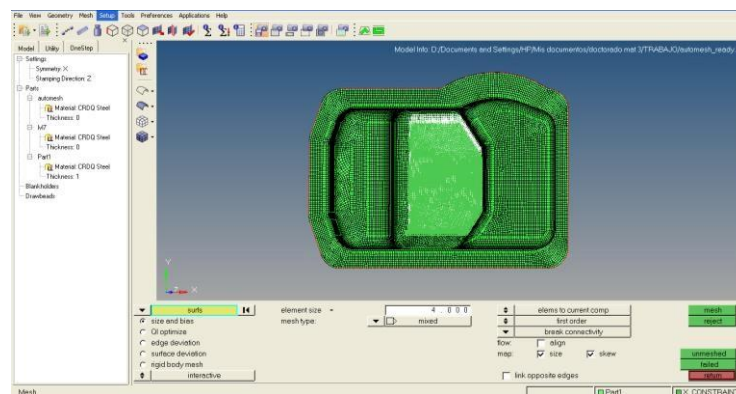 File View Geometry Mesh Setup Tools Preferences Applications Help
Model Utility OneStep
Model Info: D:/Documents and Settings/HP/Mis documentos/doctorado mat 3/TRABAJO/automesh_ready.
Settings
Symmetry: X
Stamping Direction: Z
Parts
automesh
Material: CRDQ Steel
Thickness: 0
M7
Material: CRDQ Steel
Thickness: 0
Part1
Material: CRDQ Steel
Thickness: 1
Blankholders
Drawbeads
Y
Z X
surfs
size and bias
QI optimize
edge deviation
surface deviation
rigid body mesh
interactive
element size 4 . 0 0 0
mesh type: mixed
elems to current comp
first order
break connectivity
flow: align
map: size skew
link opposite edges
mesh
reject
unmeshed
failed
return
Mesh
Part1 X_CONSTRAINT